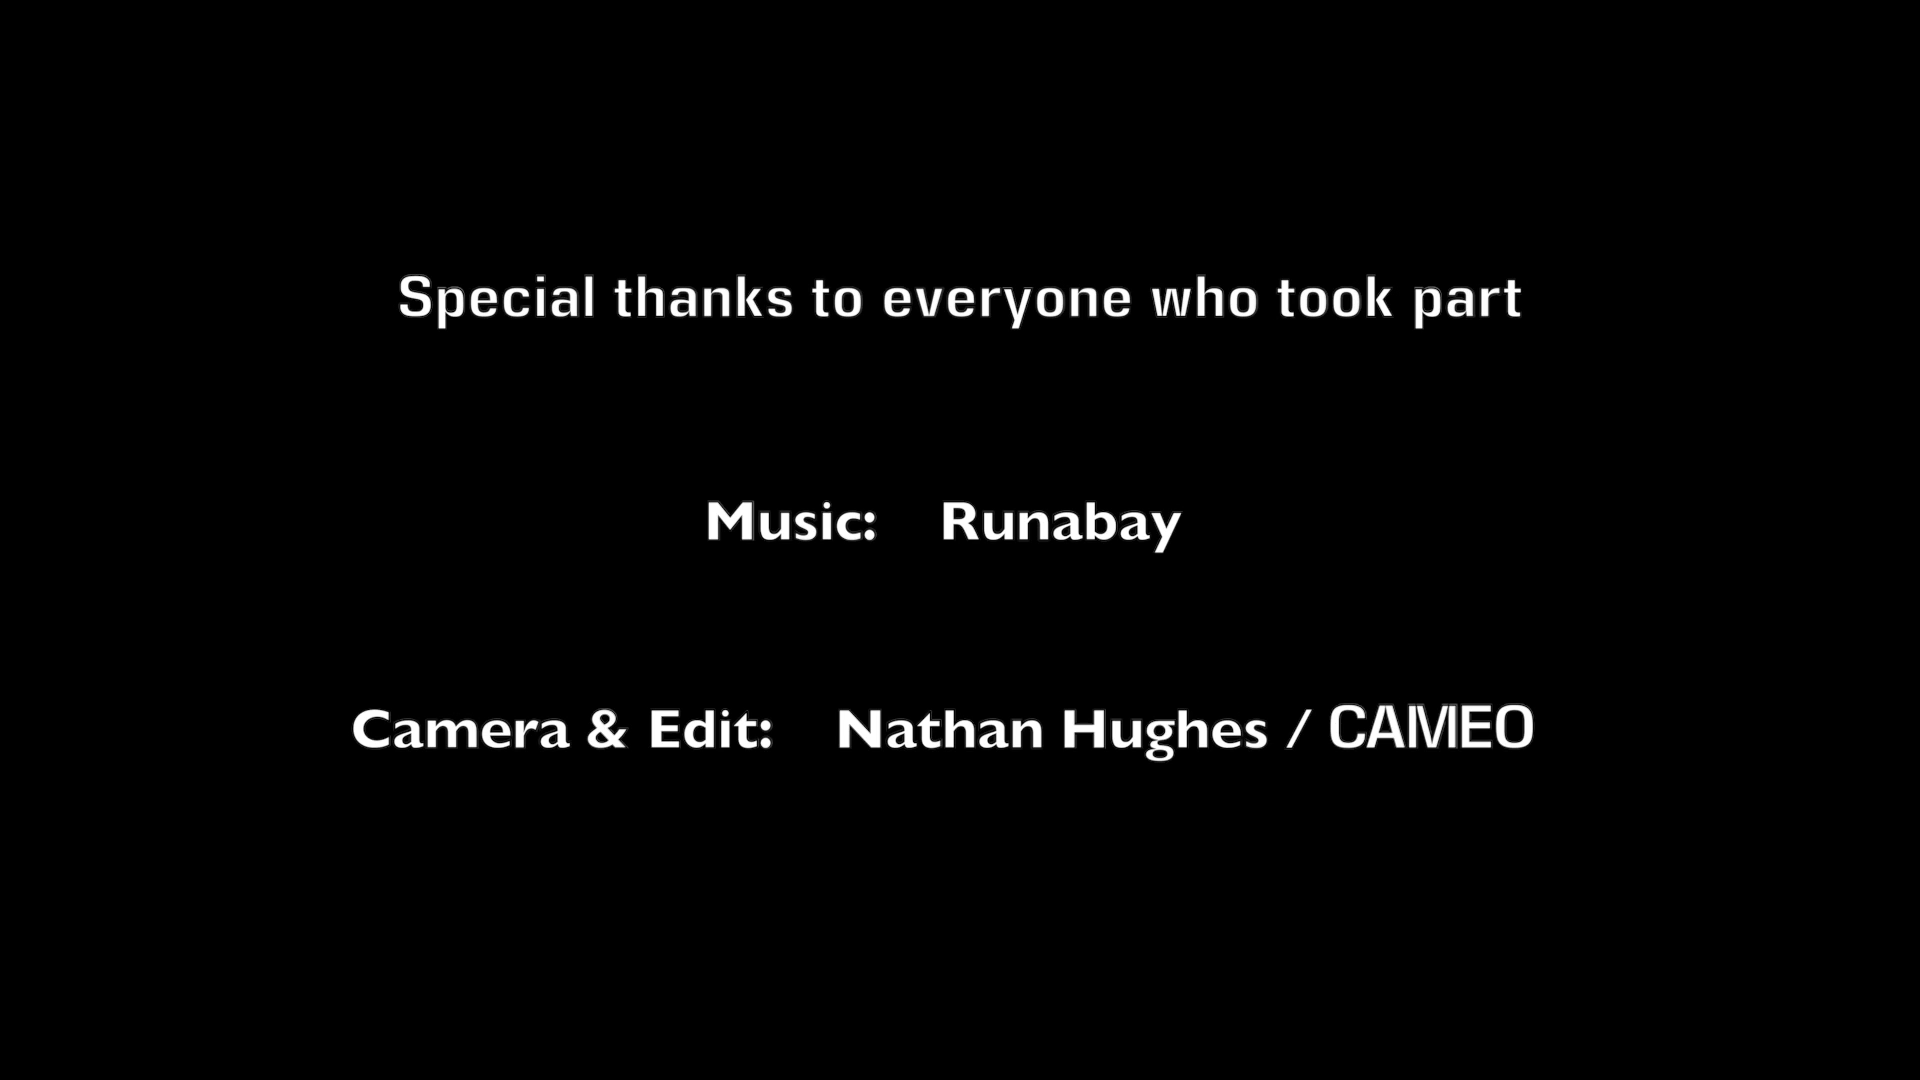 Special thanks to everyone who took part
Music: Runabay
Camera & Edit: Nathan Hughes / CAMEO